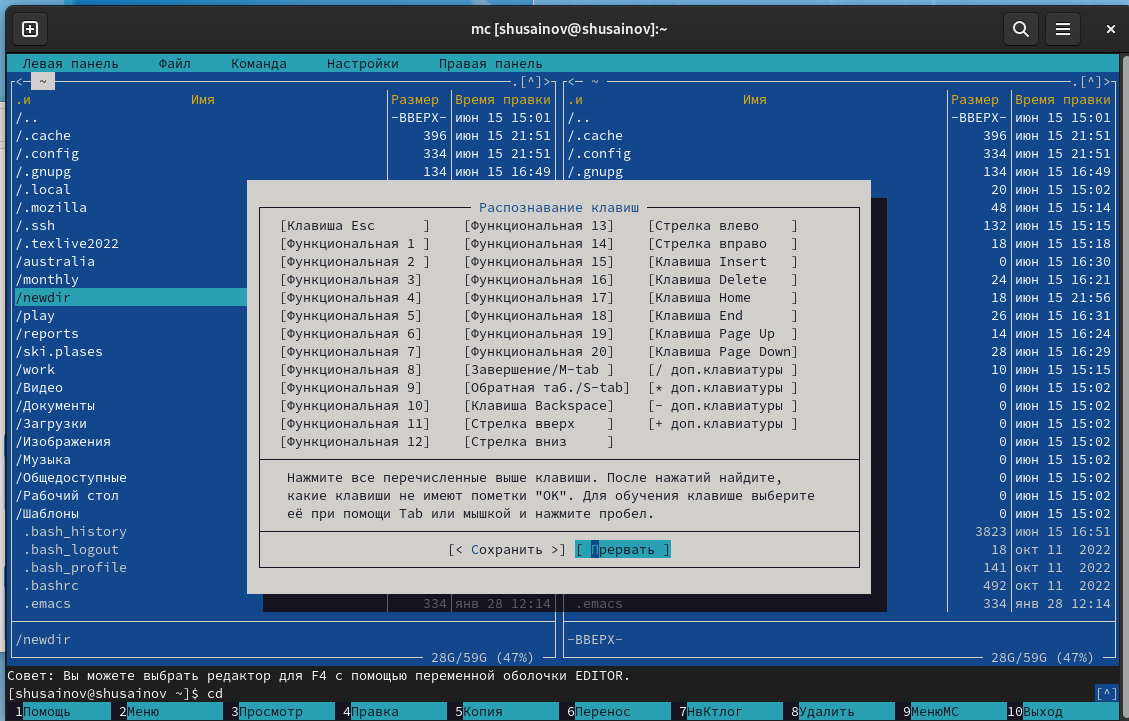 mc [shusainov@shusainov]:~
Левая панель Файл Команда Настройки Правая панель
<─ ~ .[^]> <─ ~ .[^]>
.и Имя Размер Время правки .и Имя Размер Время правки
/.. -ВВЕРХ- июн 15 15:01 /.. -ВВЕРХ- июн 15 15:01
/.cache 396 июн 15 21:51 /.cache 396 июн 15 21:51
/.config 334 июн 15 21:51 /.config 334 июн 15 21:51
/.gnupg 134 июн 15 16:49 /.gnupg 134 июн 15 16:49
/.local 20 июн 15 15:02
/.mozilla Распознавание клавиш 48 июн 15 15:14
/.ssh [Клавиша Esc ] [Функциональная 13] [Стрелка влево ] 132 июн 15 15:15
/.texlive2022 [Функциональная 1 ] [Функциональная 14] [Стрелка вправо ] 18 июн 15 15:18
/australia [Функциональная 2 ] [Функциональная 15] [Клавиша Insert ] 0 июн 15 16:30
/monthly [Функциональная 3] [Функциональная 16] [Клавиша Delete ] 24 июн 15 16:21
/newdir [Функциональная 4] [Функциональная 17] [Клавиша Home ] 18 июн 15 21:56
/play [Функциональная 5] [Функциональная 18] [Клавиша End ] 26 июн 15 16:31
/reports [Функциональная 6] [Функциональная 19] [Клавиша Page Up ] 14 июн 15 16:24
/ski.plases [Функциональная 7] [Функциональная 20] [Клавиша Page Down] 28 июн 15 16:29
/work [Функциональная 8] [Завершение/M-tab ] [/ доп.клавиатуры ] 10 июн 15 15:15
/Видео [Функциональная 9] [Обратная таб./S-tab] [* доп.клавиатуры ] 0 июн 15 15:02
/Документы [Функциональная 10] [Клавиша Backspace] [- доп.клавиатуры ] 0 июн 15 15:02
/Загрузки [Функциональная 11] [Стрелка вверх ] [+ доп.клавиатуры ] 0 июн 15 15:02
/Изображения [Функциональная 12] [Стрелка вниз ] 0 июн 15 15:02
/Музыка 0 июн 15 15:02
/Общедоступные Нажмите все перечисленные выше клавиши. После нажатий найдите, 0 июн 15 15:02
/Рабочий стол какие клавиши не имеют пометки "OK". Для обучения клавише выберите 0 июн 15 15:02
/Шаблоны её при помощи Tab или мышкой и нажмите пробел. 0 июн 15 15:02
.bash_history 3823 июн 15 16:51
.bash_logout [< Сохранить >] [ Прервать ] 18 окт 11 2022
.bash_profile 141 окт 11 2022
.bashrc 492 окт 11 2022
.emacs 334 янв 28 12:14 .emacs 334 янв 28 12:14
/newdir -ВВЕРХ-
28G/59G (47%) 28G/59G (47%)
Совет: Вы можете выбрать редактор для F4 с помощью переменной оболочки EDITOR.
[shusainov@shusainov ~]$ cd [^]
1Помощь 2Меню 3Просмотр 4Правка 5Копия 6Перенос 7НвКтлог 8Удалить 9МенюMC 10Выход